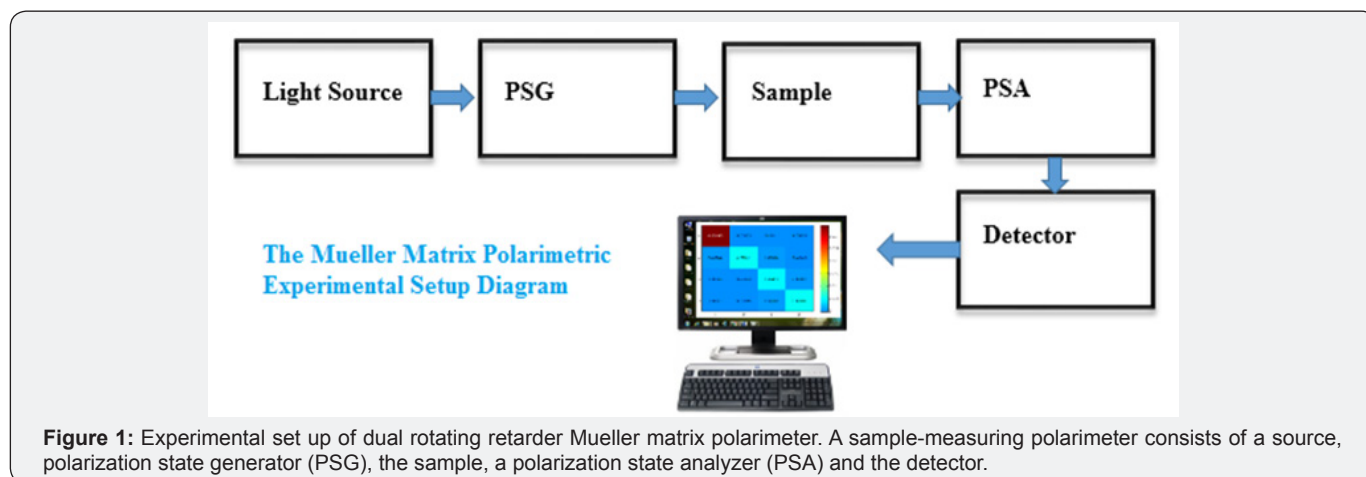 Light Source
PSG
Sample
PSA
Detector
The Mueller Matrix Polarimetric
Experimental Setup Diagram
Figure 1: Experimental set up of dual rotating retarder Mueller matrix polarimeter. A sample-measuring polarimeter consists of a source,
polarization state generator (PSG), the sample, a polarization state analyzer (PSA) and the detector.